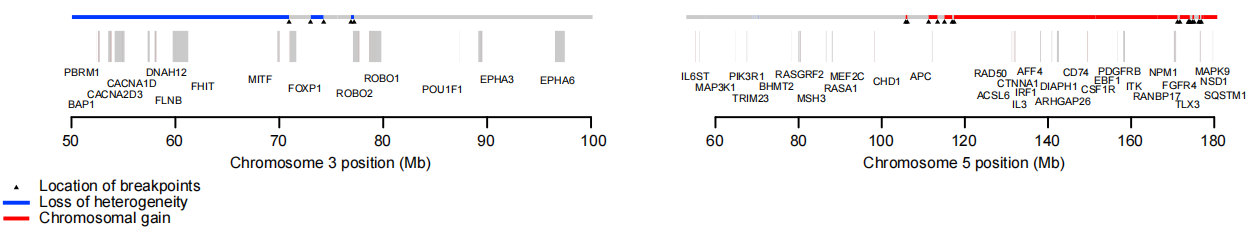 PBRM1 DNAH12 MITF ROBO1 EPHA3 EPHA6
CACNA1D FHIT FOXP1 POU1F1
CACNA2D3 FLNB ROBO2
BAP1
50 60 70 80 90 100
Chromosome 3 position (Mb)
IL6ST PIK3R1 RASGRF2 MEF2C CHD1 APC RAD50 AFF4 CD74 PDGFRB NPM1 MAPK9
MAP3K1 BHMT2 RASA1 CTNNA1 DIAPH1 EBF1 ITK FGFR4 NSD1
TRIM23 MSH3 ACSL6 IRF1 CSF1R RANBP17 SQSTM1
IL3 ARHGAP26 TLX3
60 80 100 120 140 160 180
Chromosome 5 position (Mb)
Location of breakpoints
Loss of heterogeneity
Chromosomal gain